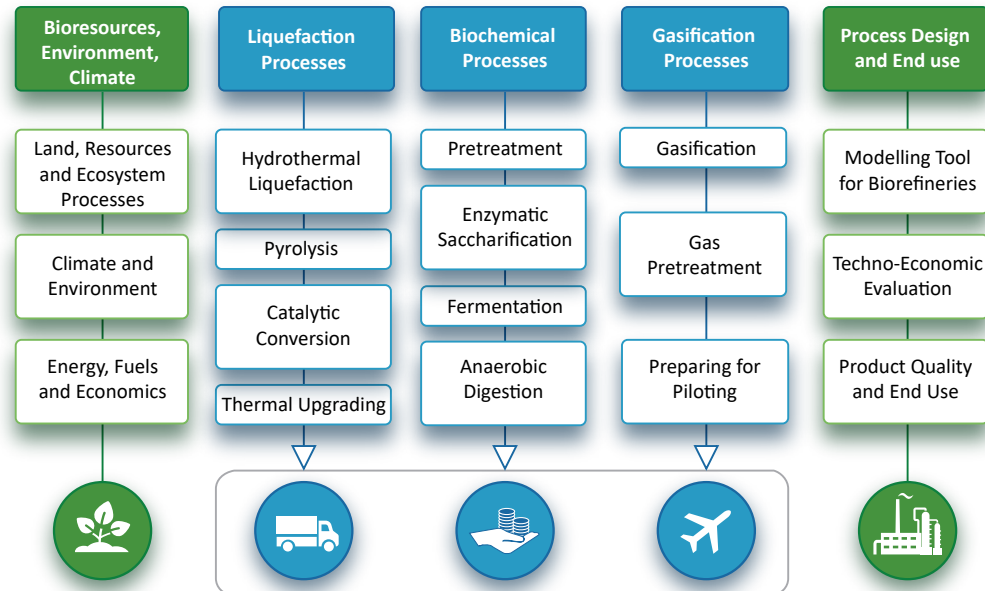 Bioresources,
Environment,
Climate
Land, Resources
and Ecosystem
Processes
Climate and
Environment
Energy, Fuels
and Economics
Liquefaction
Processes
Hydrothermal
Liquefaction
Pyrolysis
Catalytic
Conversion
Thermal Upgrading
Biochemical
Processes
Pretreatment
Enzymatic
Saccharification
Fermentation
Anaerobic
Digestion
Gasification
Processes
Gasification
Gas
Pretreatment
Preparing for
Piloting
Process Design
and End use
Modelling Tool
for Biorefineries
Techno-Economic
Evaluation
Product Quality
and End Use